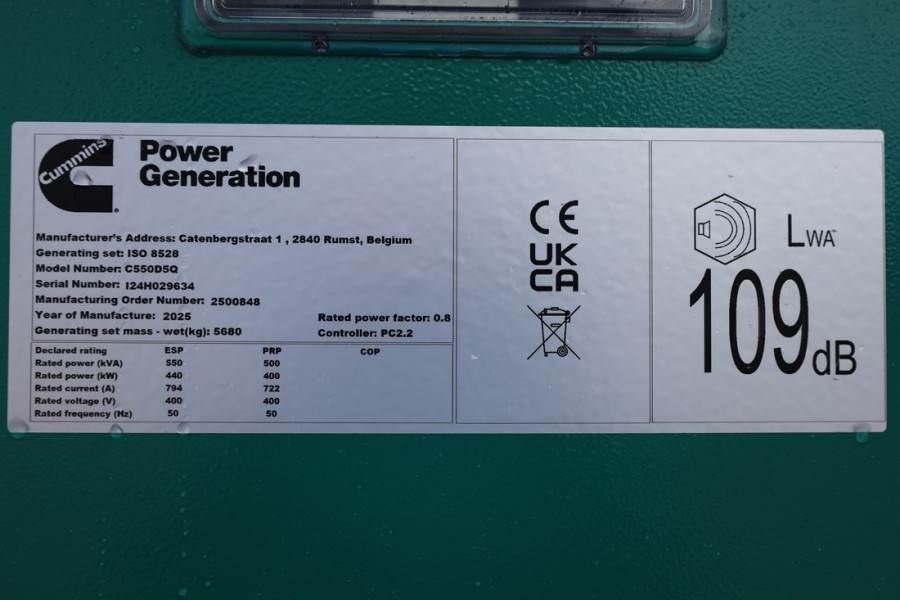 Cummins
Power
Generation
Manufacturer's Address: Catenbergstraat 1 , 2840 Rumst, Belgium
Generating set: ISO 8528
Model Number: C550D5Q
Serial Number: I24H029634
Manufacturing Order Number: 2500848
Year of Manufacture: 2025 Rated power factor: 0.8
Generating set mass - wet(kg): 5680 Controller: PC2.2
Declared rating ESP PRP COP
Rated power (kVA) 550 500
Rated power (kW) 440 400
Rated current (A) 794 722
Rated voltage (V) 400 400
Rated frequency (Hz) 50 50
CE
UK
CA
LWA
109dB